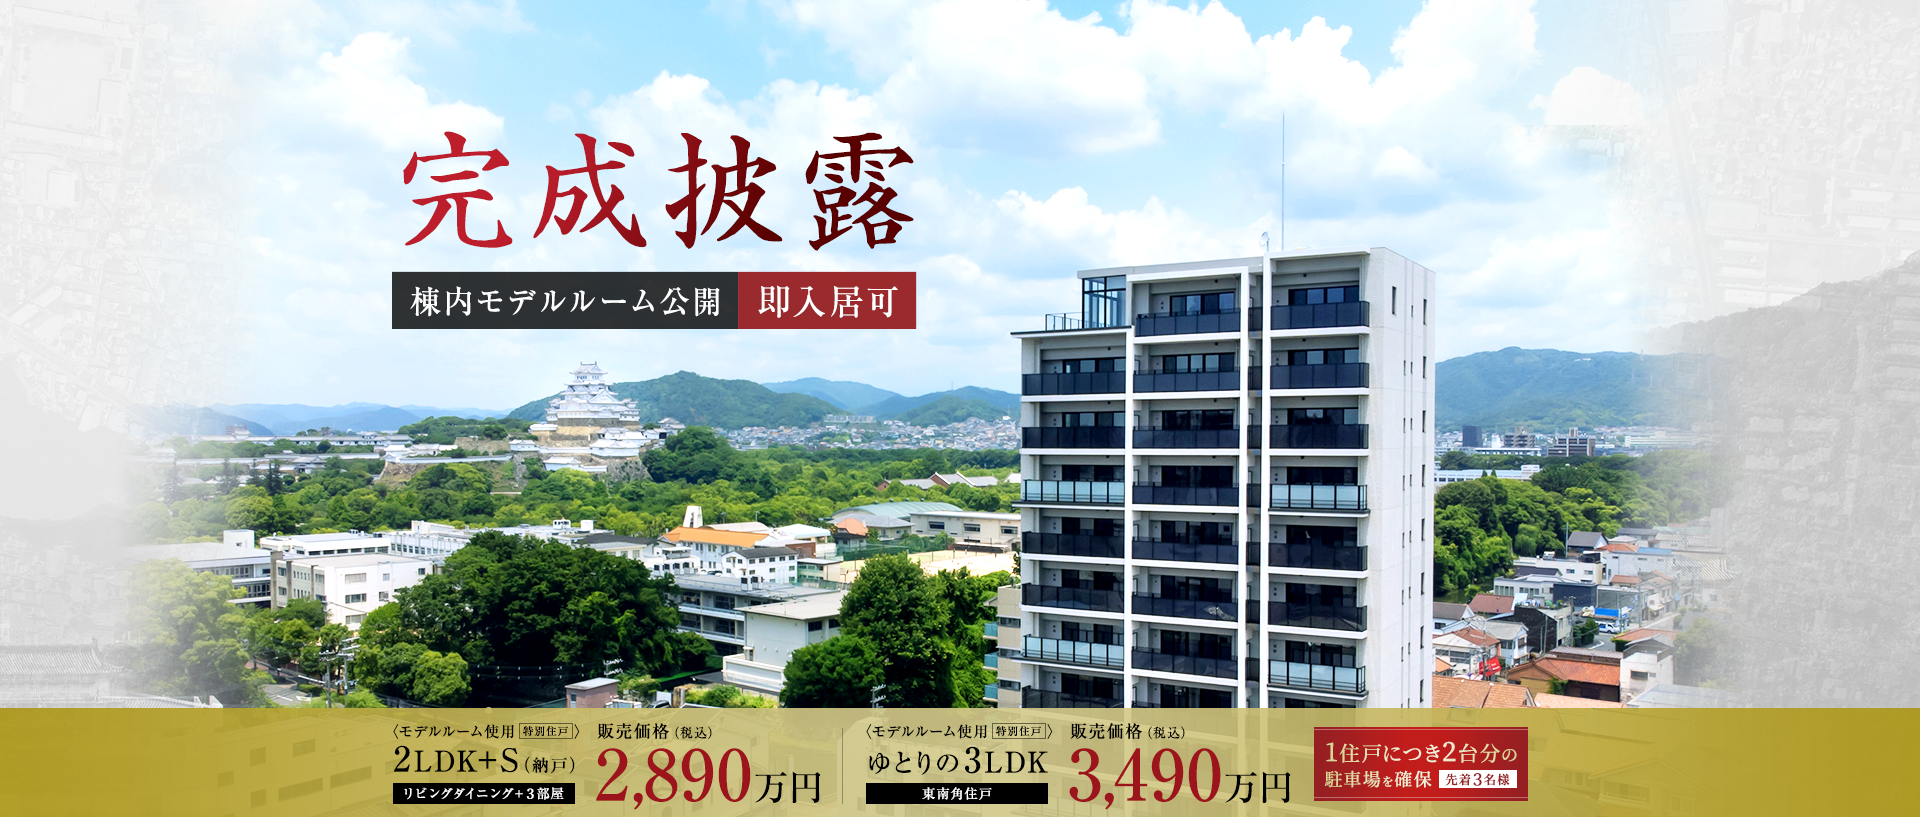 完成披露
棟内モデルルーム公開 即入居可
〈モデルルーム使用 特別住戸〉 販売価格(税込)
2LDK+S(納戸) 2,890万円
リビングダイニング+3部屋
〈モデルルーム使用 特別住戸〉 販売価格(税込)
ゆとりの3LDK 3,490万円
東南角住戸
1住戸につき2台分の
駐車場を確保 先着3名様